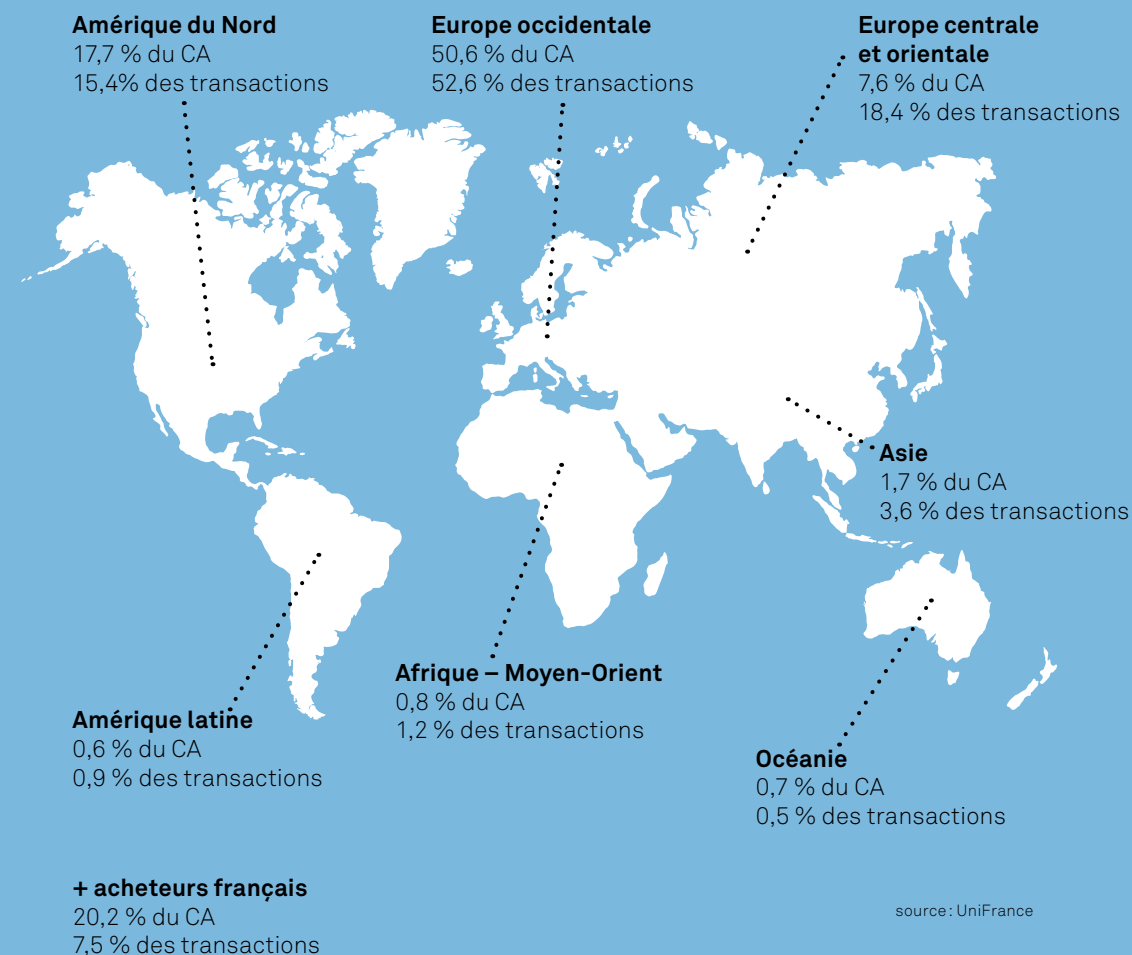 Amérique du Nord
17,7 % du CA
15,4% des transactions
Europe occidentale
50,6 % du CA
52,6 % des transactions
Europe centrale
et orientale
7,6 % du CA
18,4 % des transactions
Asie
1,7 % du CA
3,6 % des transactions
Afrique – Moyen-Orient
0,8 % du CA
1,2 % des transactions
Amérique latine
0,6 % du CA
0,9 % des transactions
Océanie
0,7 % du CA
0,5 % des transactions
+ acheteurs français
20,2 % du CA
7,5 % des transactions
source : UniFrance